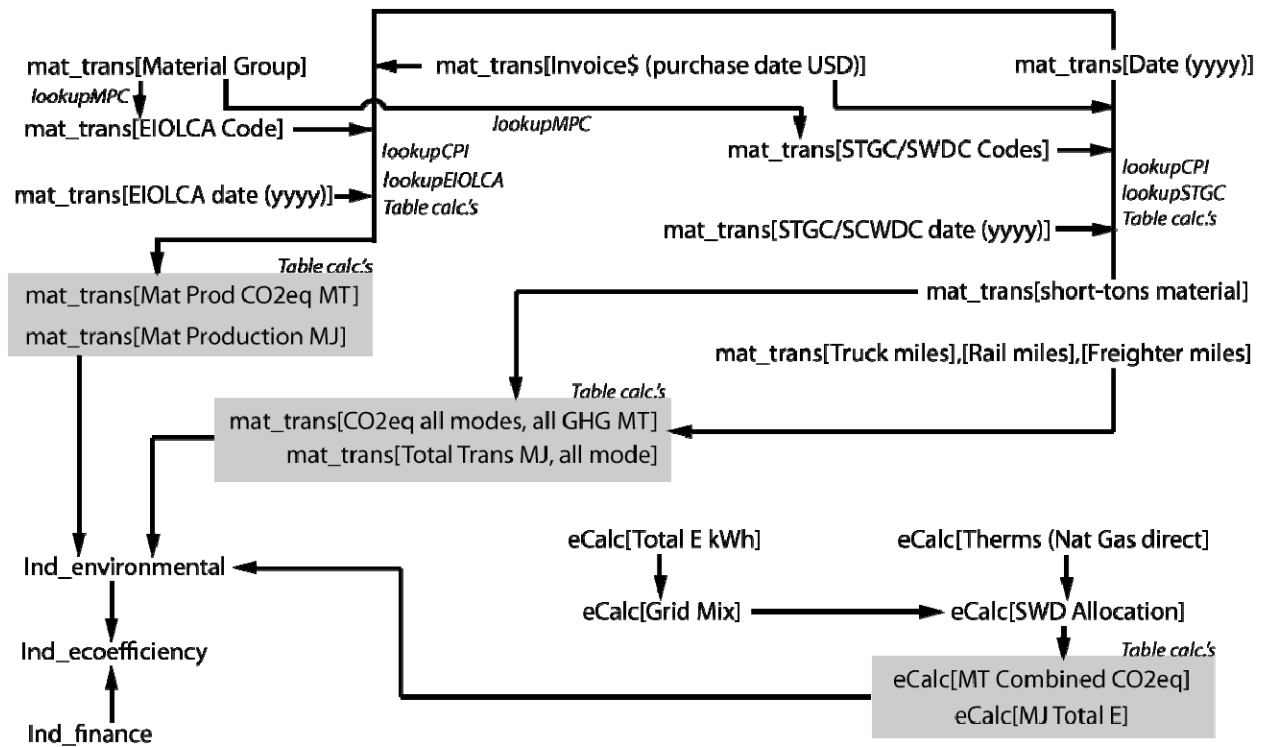 mat_trans[Material Group]
mat_trans[Invoice$ (purchase date USD)]
mat_trans[Date (yyyy)]
lookupMPC
mat_trans[EIOLCA Code]
lookupMPC
mat_trans[STGC/SWDC Codes]
lookupCPI
lookupEIOLCA
Table calc.'s
lookupCPI
lookupSTGC
Table calc.'s
mat_trans[EIOLCA date (yyyy)]
mat_trans[STGC/SCWDC date (yyyy)]
Table calc.'s
mat_trans[Mat Prod CO2eq MT]
mat_trans[Mat Production MJ]
mat_trans[short-tons material]
mat_trans[Truck miles],[Rail miles],[Freighter miles]
Table calc.'s
mat_trans[CO2eq all modes, all GHG MT]
mat_trans[Total Trans MJ, all mode]
eCalc[Total E kWh]
eCalc[Therms (Nat Gas direct]
Ind_environmental
eCalc[Grid Mix]
eCalc[SWD Allocation]
Ind_ecoefficiency
Table calc.'s
eCalc[MT Combined CO2eq]
eCalc[MJ Total E]
Ind_finance